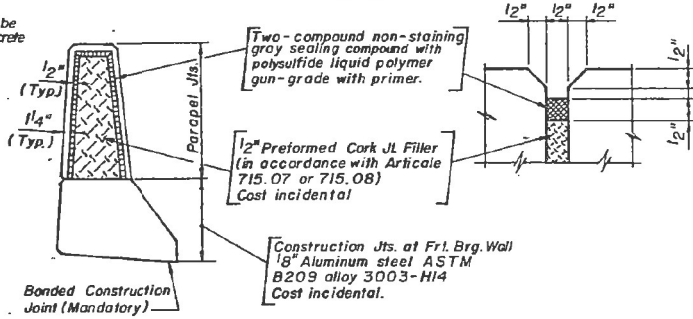 be
crete
Two-compound non-staining
gray sealing compound with
polysulfide liquid polymer
gun-grade with primer.
1/2"
(Typ)
1 1/4"
(Typ.)
Parapet Jts.
1/2" Preformed Cork Jt. Filler
(in accordance with Articale
715.07 or 715.08)
Cost incidental
Construction Jts. at Frt. Brg. Wall
1/8" Aluminum steel ASTM
B209 alloy 3003-H14
Cost incidental.
Bonded Construction
Joint (Mandatory)
1/2" 1/2" 1/2"
1/2"
1/2"